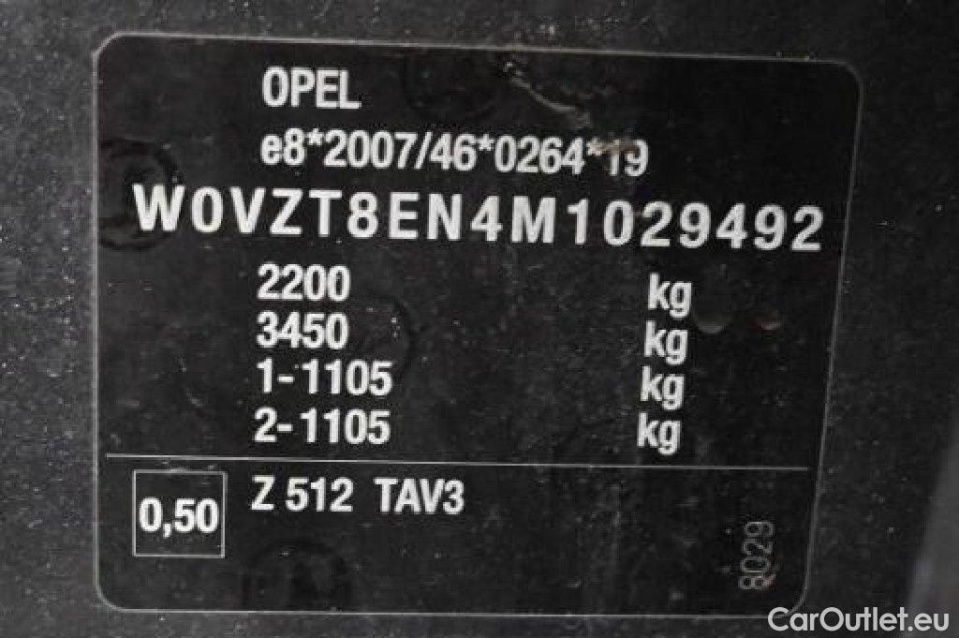 OPEL
e8*2007/46*0264*19
W0VZT8EN4M1029492
2200 kg
3450 kg
1-1105 kg
2-1105 kg
0,50 Z 512 TAV3
8029
CarOutlet.eu